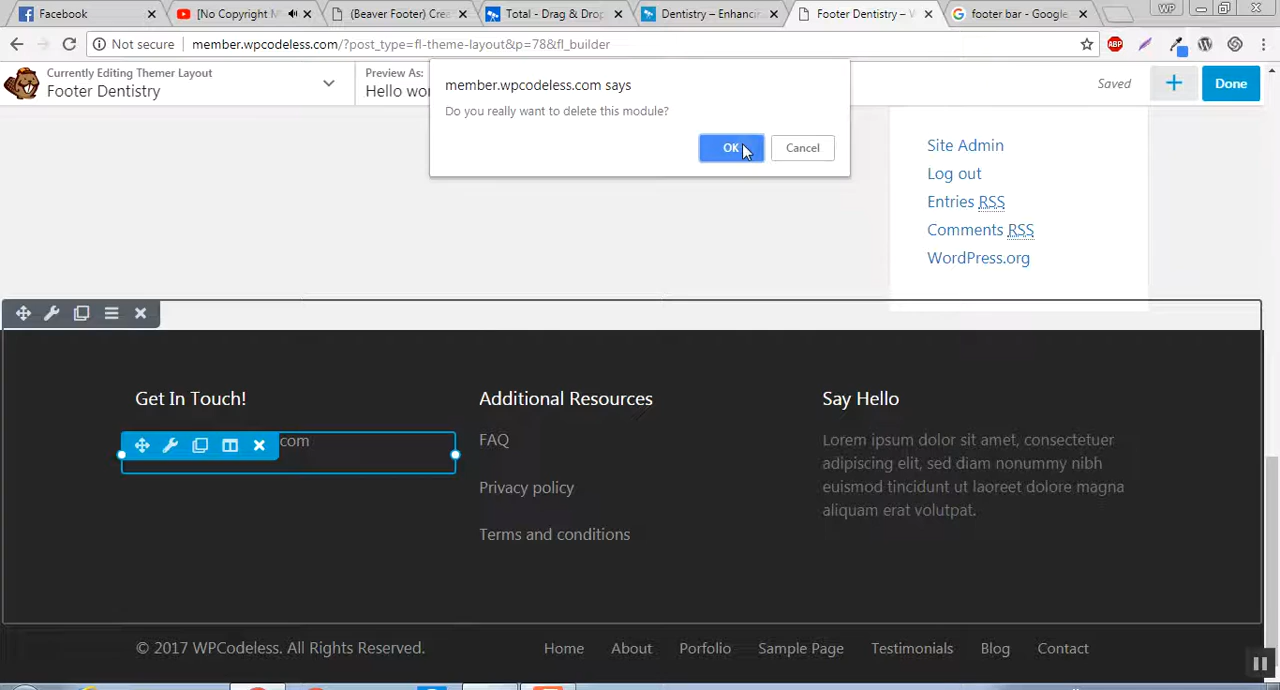 Facebook
[No Copyright M
(Beaver Footer) Crea
Total - Drag & Drop
Dentistry – Enhancin
Footer Dentistry – W
footer bar - Google
WP
Not secure
member.wpcodeless.com/?post_type=fl-theme-layout&p=78&fl_builder
ABP
Currently Editing Themer Layout
Footer Dentistry
Preview As:
Hello wor
member.wpcodeless.com says
Do you really want to delete this module?
OK
Cancel
Saved
Done
Site Admin
Log out
Entries RSS
Comments RSS
WordPress.org
Get In Touch!
com
Additional Resources
FAQ
Privacy policy
Terms and conditions
Say Hello
Lorem ipsum dolor sit amet, consectetuer
adipiscing elit, sed diam nonummy nibh
euismod tincidunt ut laoreet dolore magna
aliquam erat volutpat.
© 2017 WPCodeless. All Rights Reserved.
Home
About
Porfolio
Sample Page
Testimonials
Blog
Contact